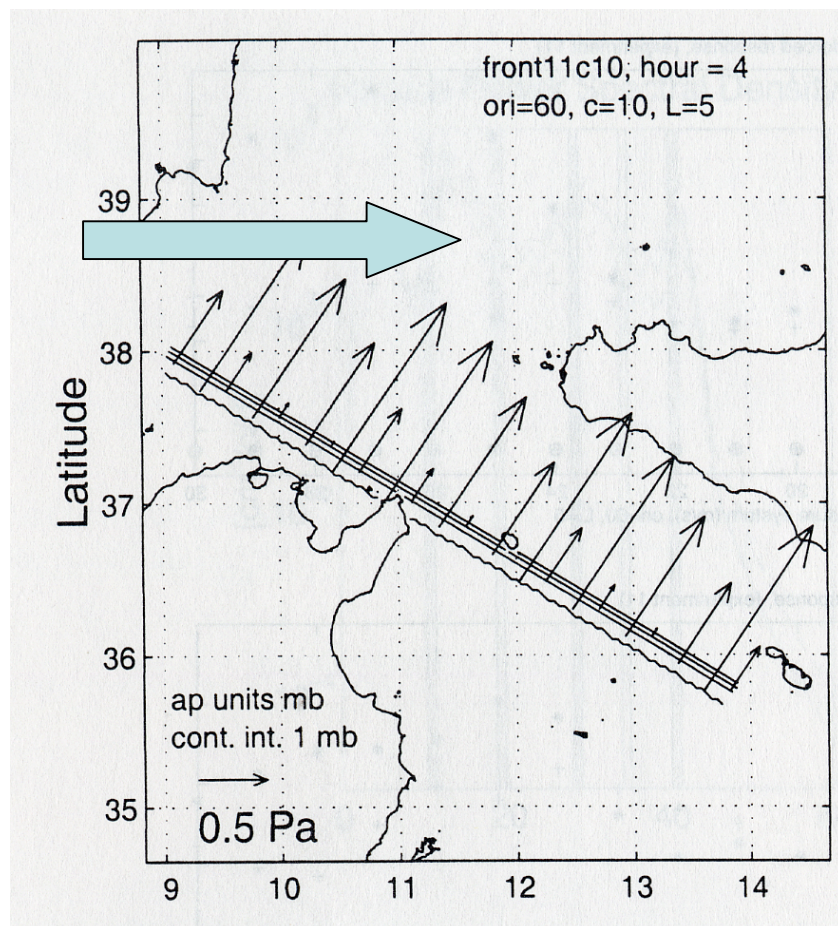 front11c10, hour = 4
ori=60, c=10, L=5
39
38
37
36
35
Latitude
ap units mb
cont. int. 1 mb
0.5 Pa
9
10
11
12
13
14